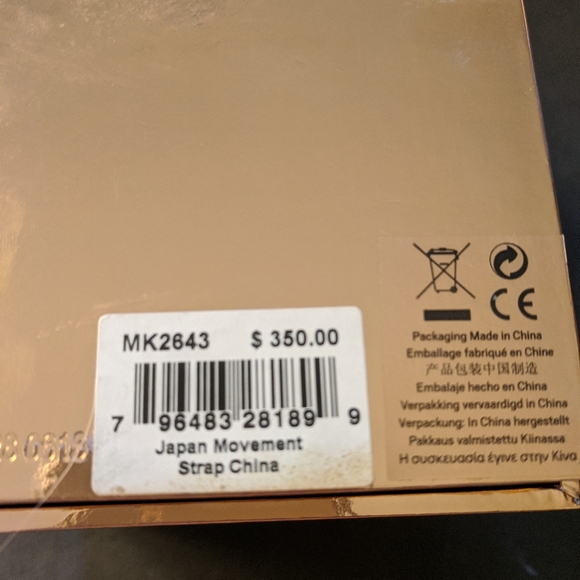 MK2643 $ 350.00
7 96483 28189 9
Japan Movement
Strap China
CE
Packaging Made in China
Emballage fabriqué en Chine
产品包装中国制造
Embalaje hecho en China
Verpakking vervaardigd in China
Verpackung: In China hergestellt
Pakkaus valmistettu Kiinassa
Η συσκευασία έγινε στην Κίνα